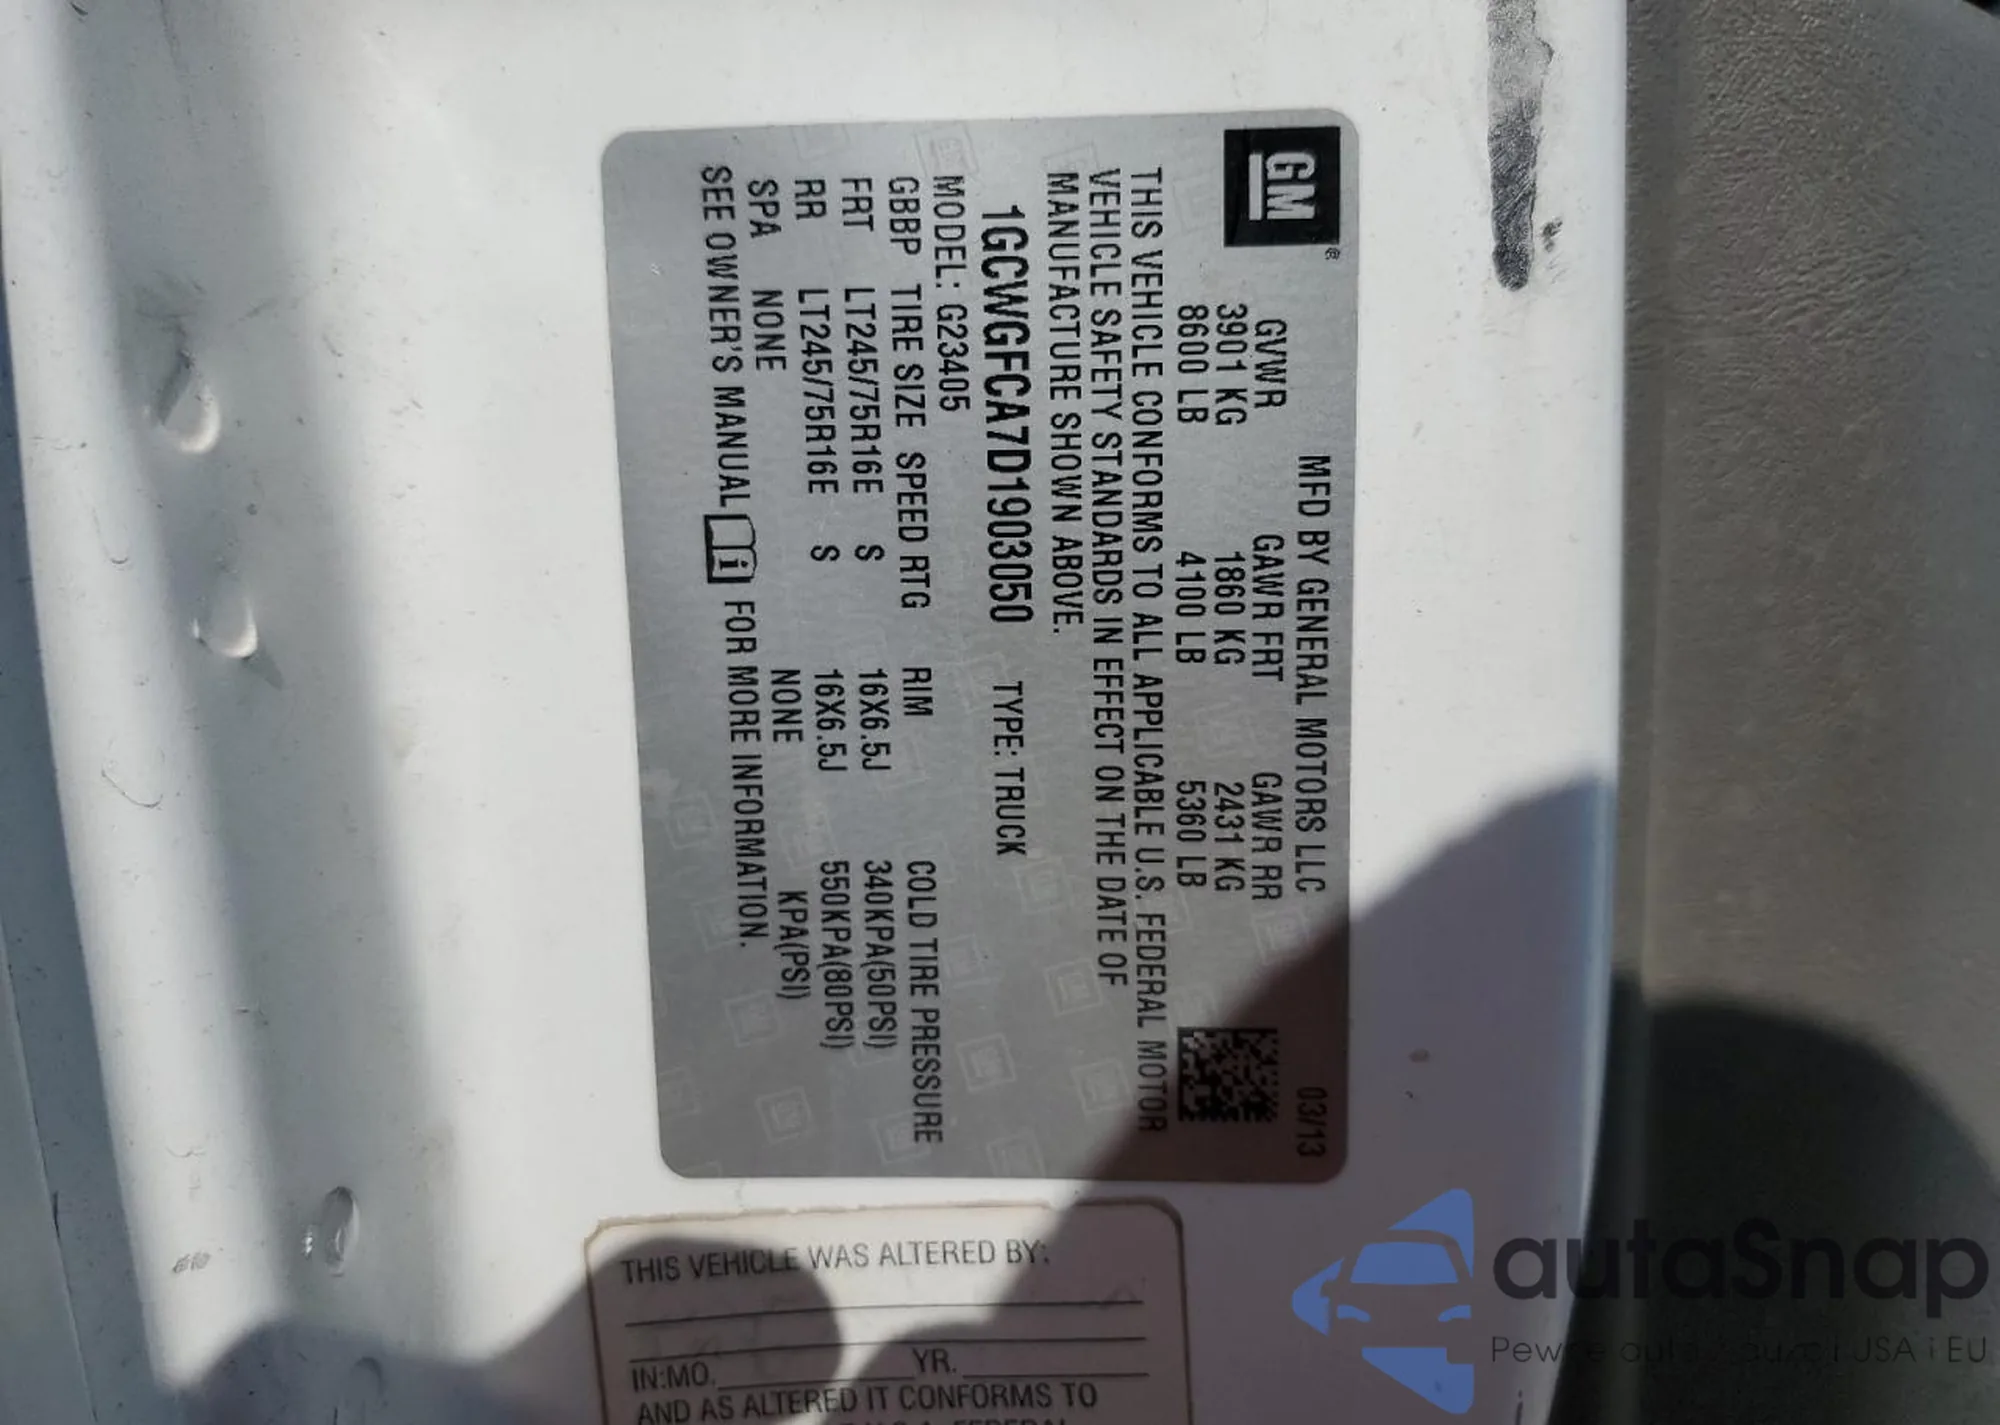 GM®
MFD BY GENERAL MOTORS LLC 03/13
GVWR GAWR FRT GAWR RR
3901 KG 1860 KG 2431 KG
8600 LB 4100 LB 5360 LB
THIS VEHICLE CONFORMS TO ALL APPLICABLE U.S. FEDERAL MOTOR
VEHICLE SAFETY STANDARDS IN EFFECT ON THE DATE OF
MANUFACTURE SHOWN ABOVE.
1GCWGFCA7D1903050 TYPE: TRUCK
MODEL: G23405
GBBP TIRE SIZE SPEED RTG RIM COLD TIRE PRESSURE
FRT LT245/75R16E S 16X6.5J 340KPA(50PSI)
RR LT245/75R16E S 16X6.5J 550KPA(80PSI)
SPA NONE NONE KPA(PSI)
SEE OWNER'S MANUAL i FOR MORE INFORMATION.
THIS VEHICLE WAS ALTERED BY:
IN:MO. YR.
AND AS ALTERED IT CONFORMS TO
FEDERAL
autaSnap
USA i EU